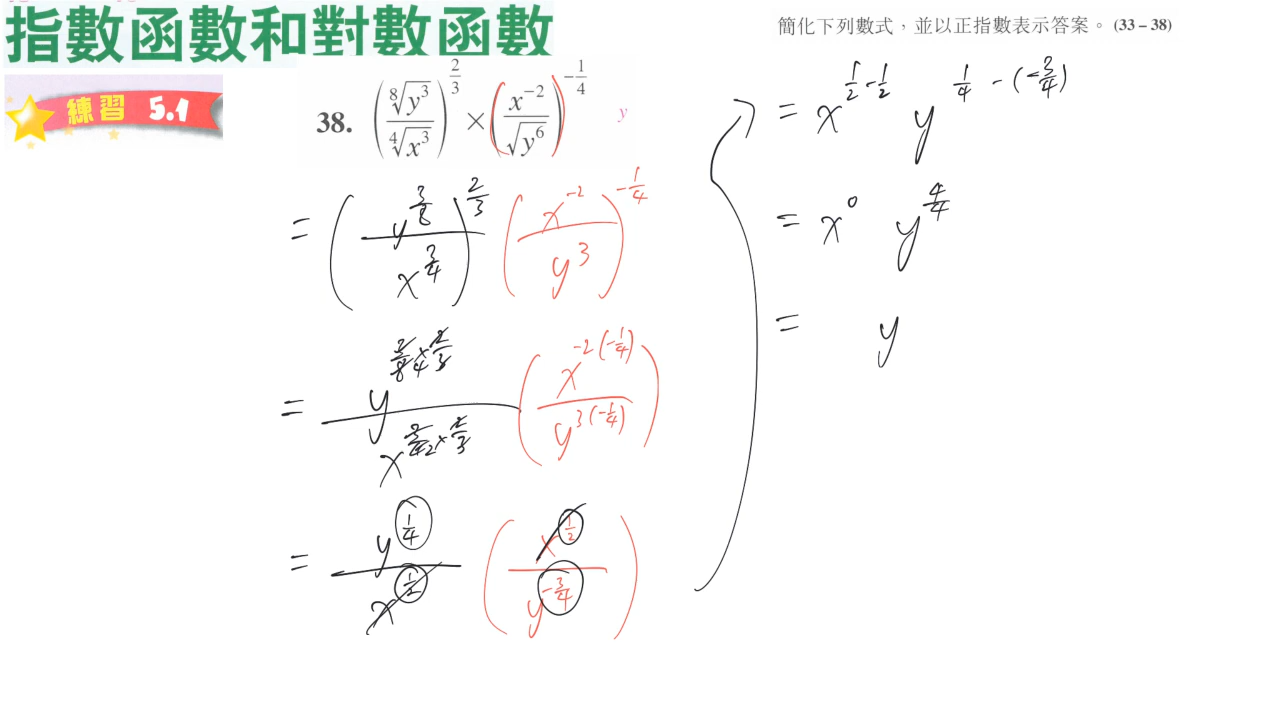 指數函數和對數函數
練習 5.1
簡化下列數式，並以正指數表示答案。(33 – 38)
38. (⁸√y³ / ⁴√x³)^(2/3) × (x^(−2) / √y⁶)^(−1/4) y
= (y^(3/8) / x^(3/4))^(2/3) (x^(-2) / y^3)^(-1/4)
= y^(3/8 4 × 2/3) / x^(3/4 2 × 2/3) (x^(-2(-1/4)) / y^(3(-1/4)))
= y^(1/4) / x^(1/2) (x^(1/2) / y^(-3/4))
= x^(1/2 - 1/2) y^(1/4 - (-3/4))
= x^0 y^(4/4)
= y